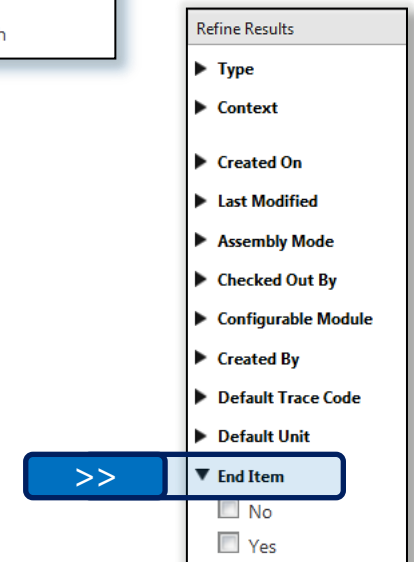 n
Refine Results
Type
Context
Created On
Last Modified
Assembly Mode
Checked Out By
Configurable Module
Created By
Default Trace Code
Default Unit
>> End Item
No
Yes